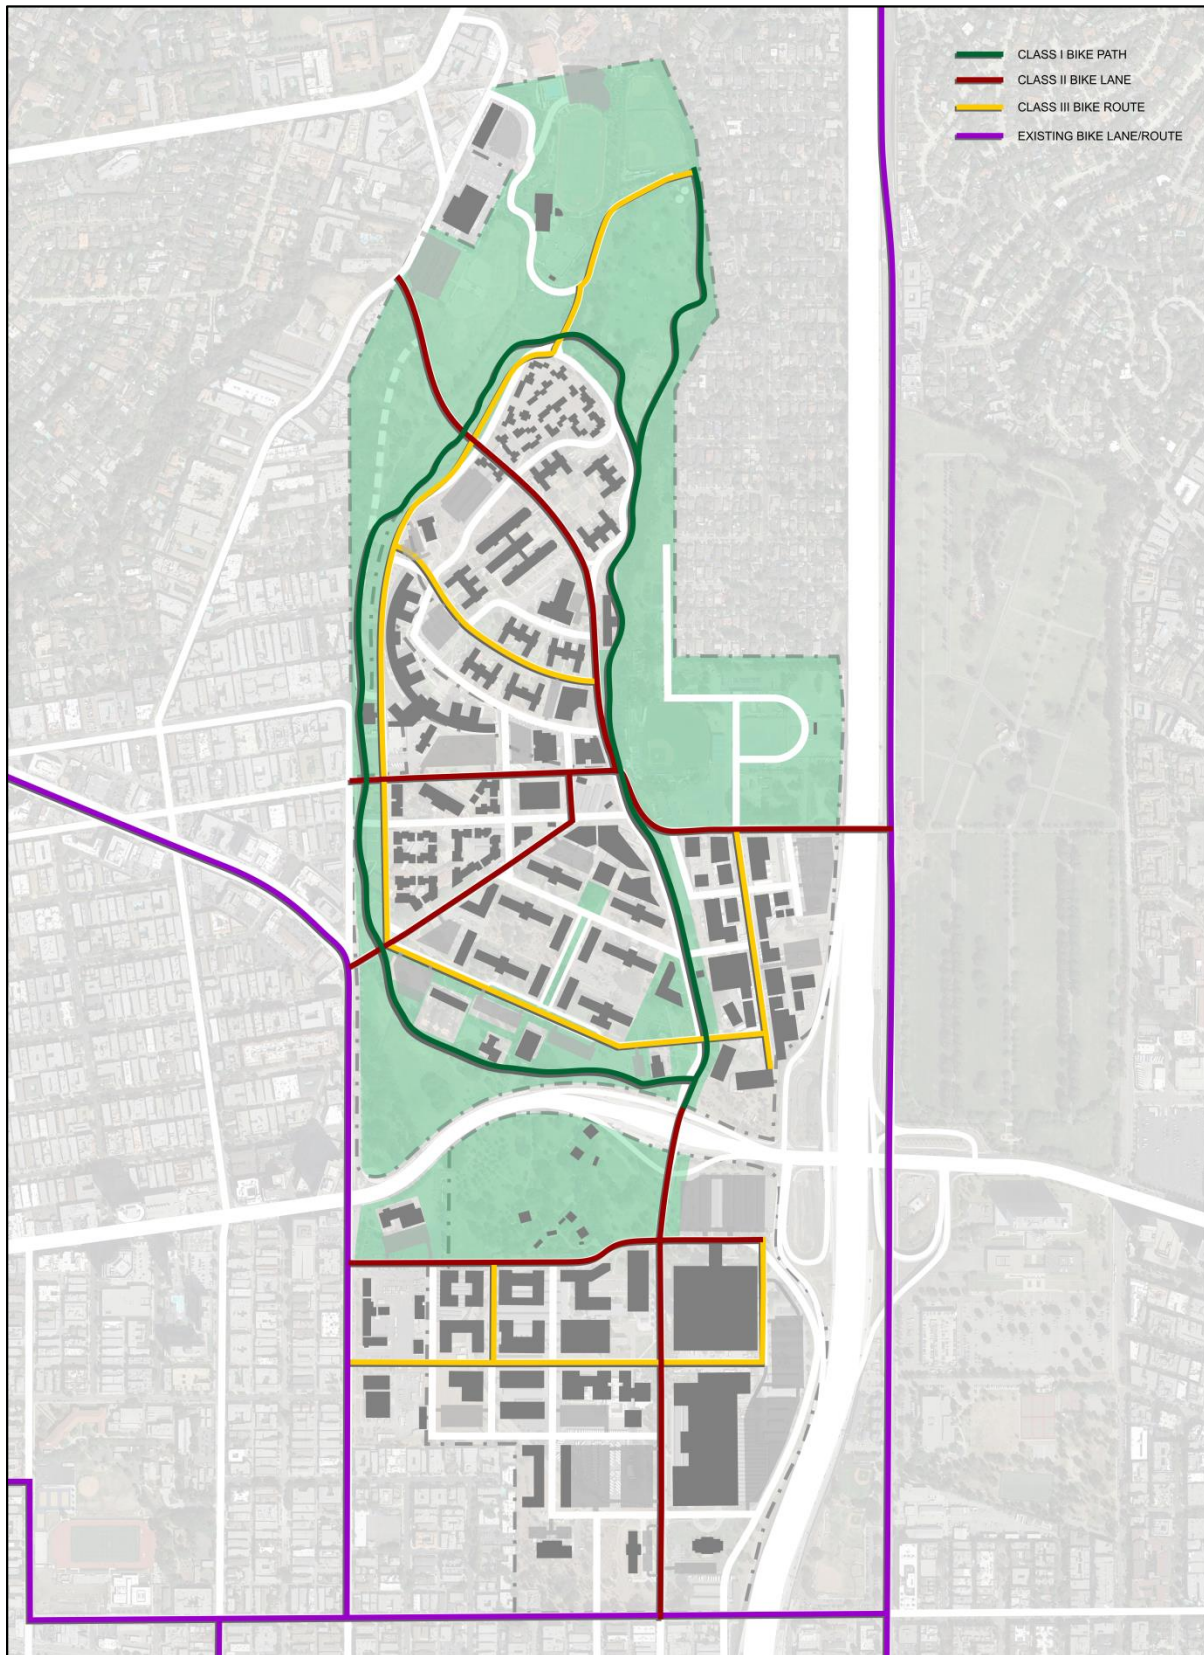 CLASS I BIKE PATH
CLASS II BIKE LANE
CLASS III BIKE ROUTE
EXISTING BIKE LANE/ROUTE